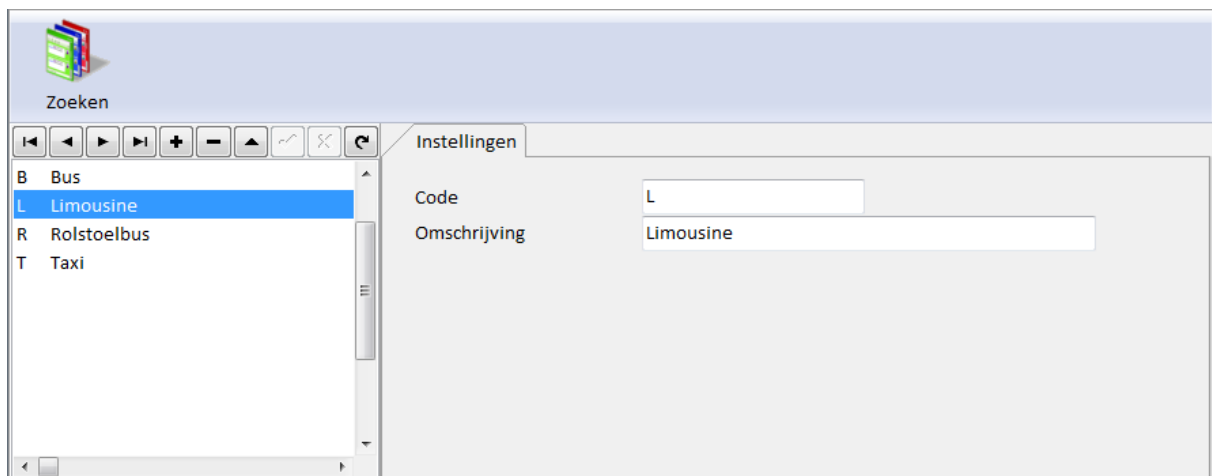 Zoeken
Instellingen
B Bus
L Limousine
R Rolstoelbus
T Taxi
Code L
Omschrijving Limousine